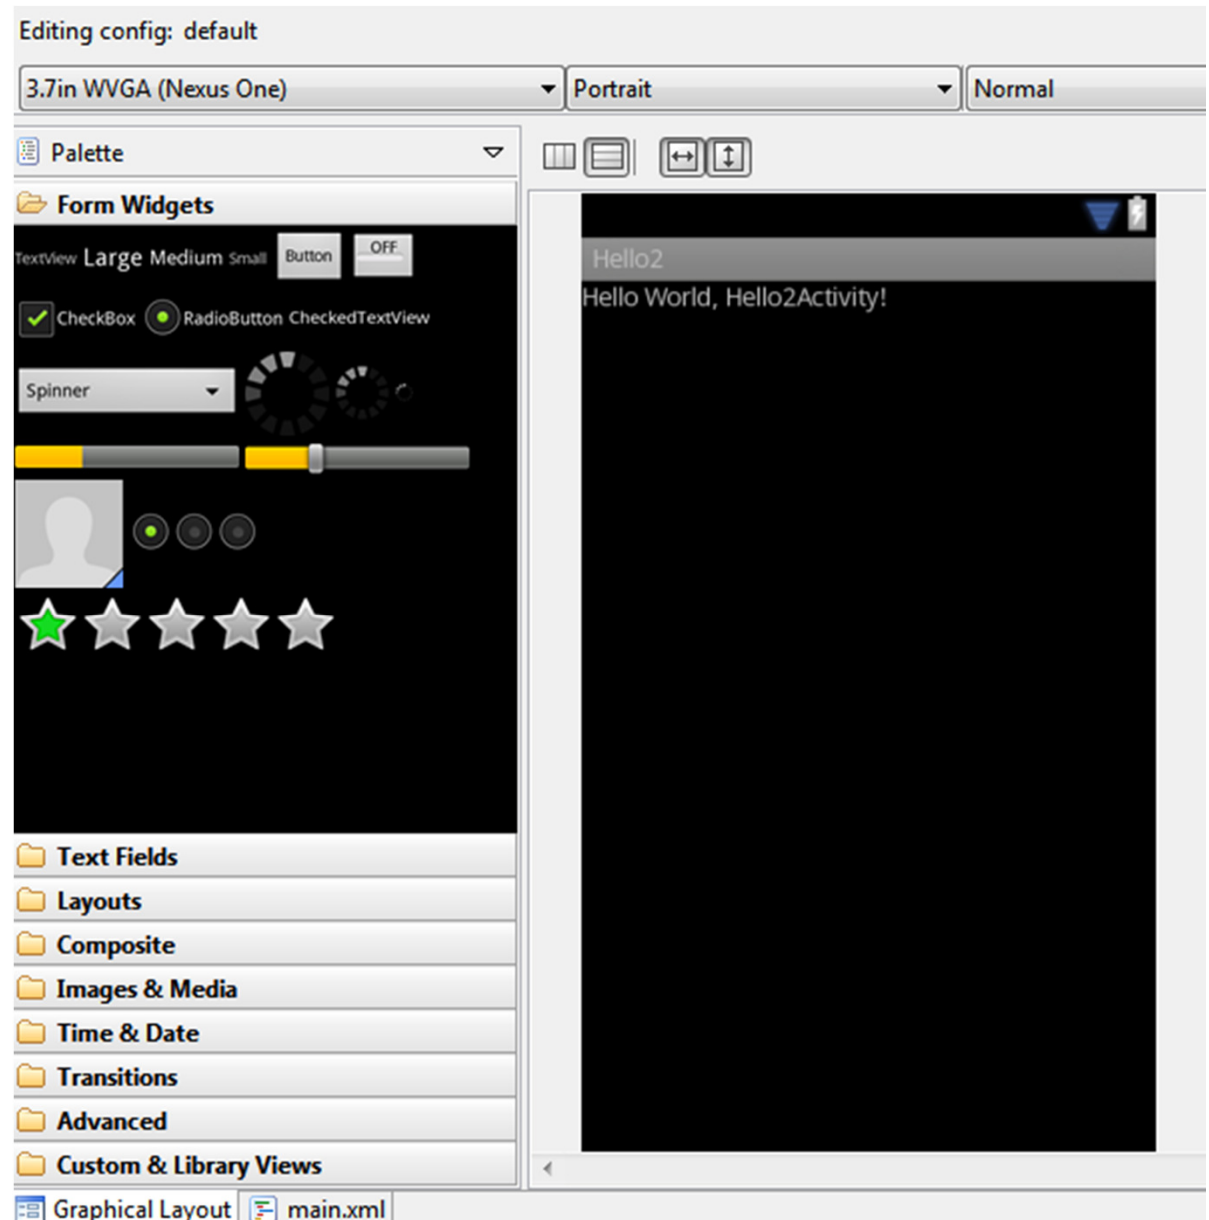 Editing config: default
3.7in WVGA (Nexus One) Portrait Normal
Palette
Form Widgets
TextView Large Medium Small Button OFF
CheckBox RadioButton CheckedTextView
Spinner
Text Fields
Layouts
Composite
Images & Media
Time & Date
Transitions
Advanced
Custom & Library Views
Hello2
Hello World, Hello2Activity!
Graphical Layout main.xml